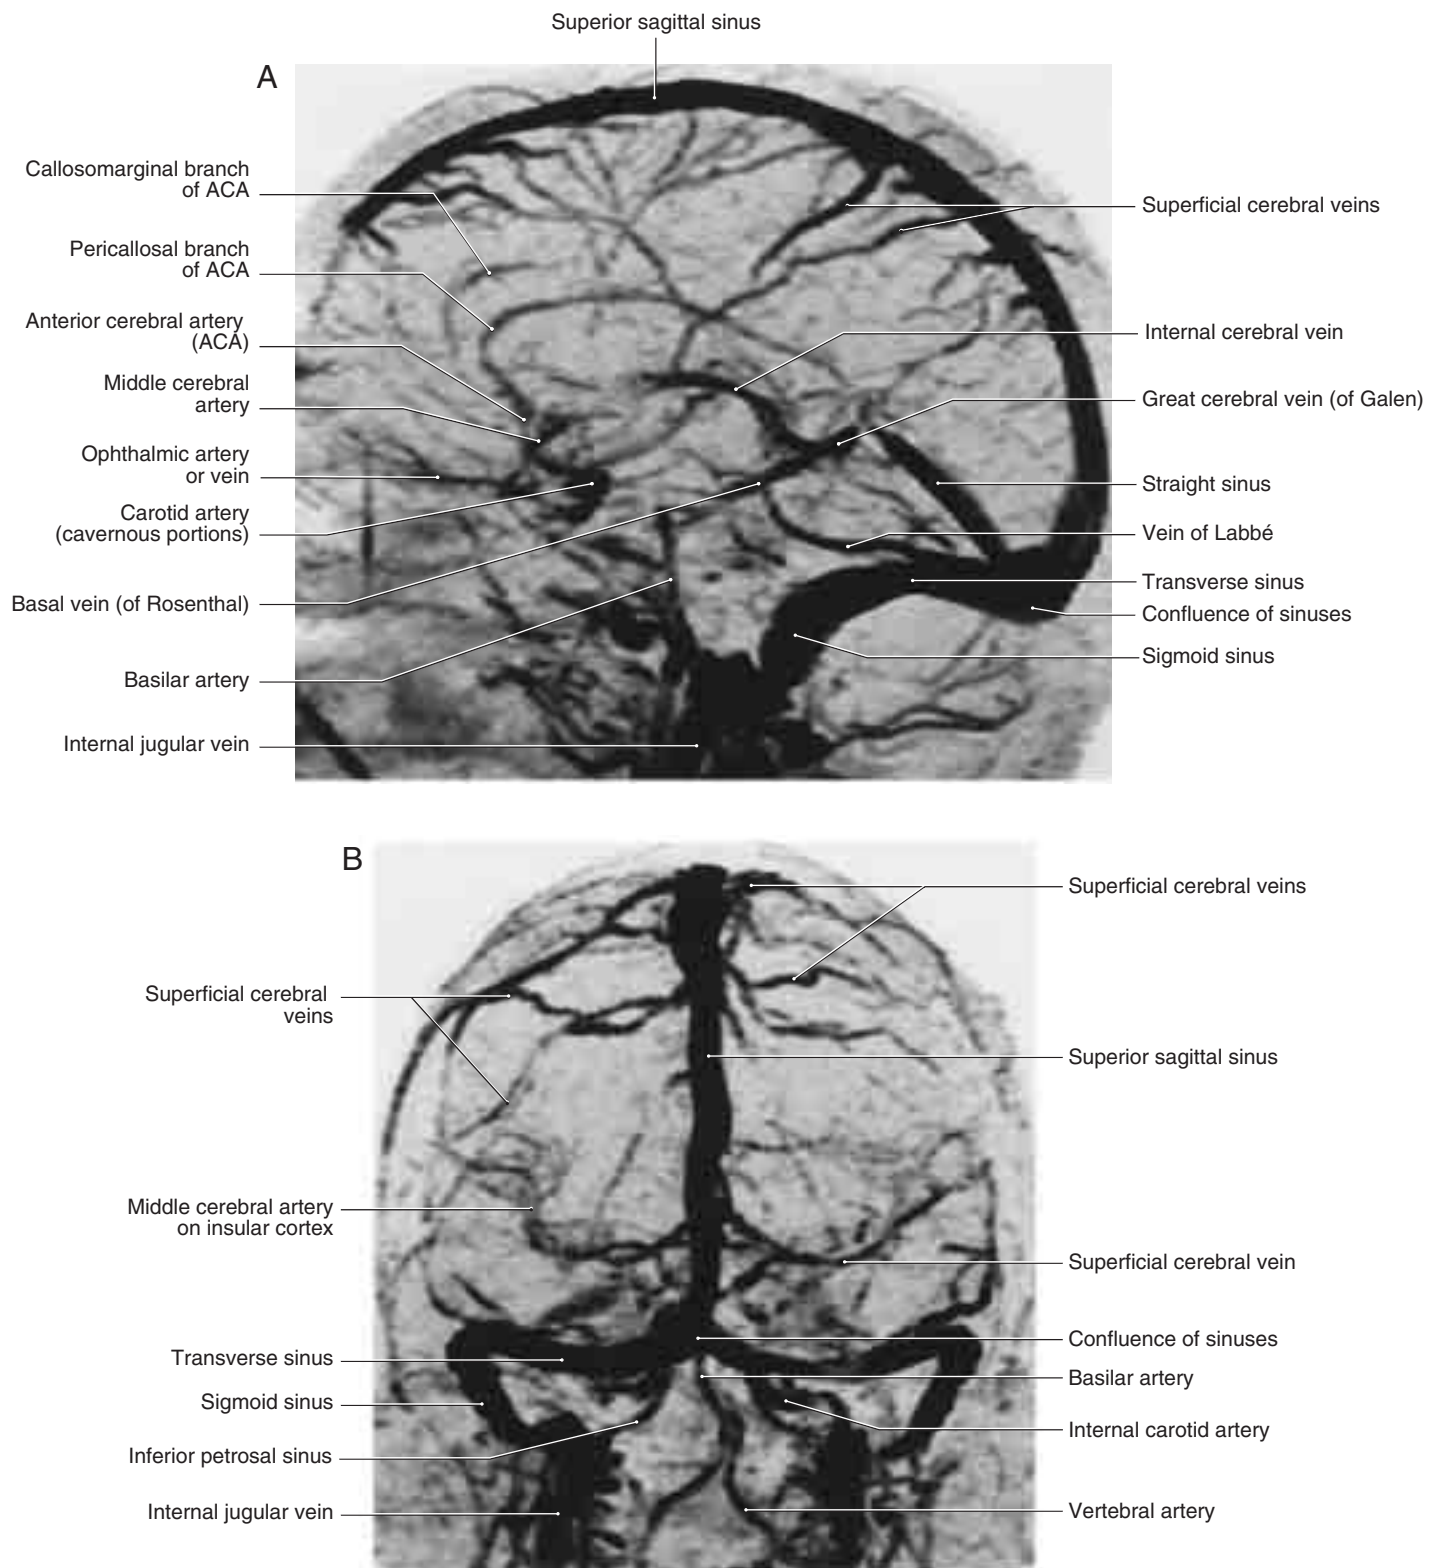 Superior sagittal sinus
A
Callosomarginal branch
of ACA
Pericallosal branch
of ACA
Anterior cerebral artery
(ACA)
Middle cerebral
artery
Ophthalmic artery
or vein
Carotid artery
(cavernous portions)
Basal vein (of Rosenthal)
Basilar artery
Internal jugular vein
Superficial cerebral veins
Internal cerebral vein
Great cerebral vein (of Galen)
Straight sinus
Vein of Labbé
Transverse sinus
Confluence of sinuses
Sigmoid sinus
B
Superficial cerebral
veins
Middle cerebral artery
on insular cortex
Transverse sinus
Sigmoid sinus
Inferior petrosal sinus
Internal jugular vein
Superficial cerebral veins
Superior sagittal sinus
Superficial cerebral vein
Confluence of sinuses
Basilar artery
Internal carotid artery
Vertebral artery